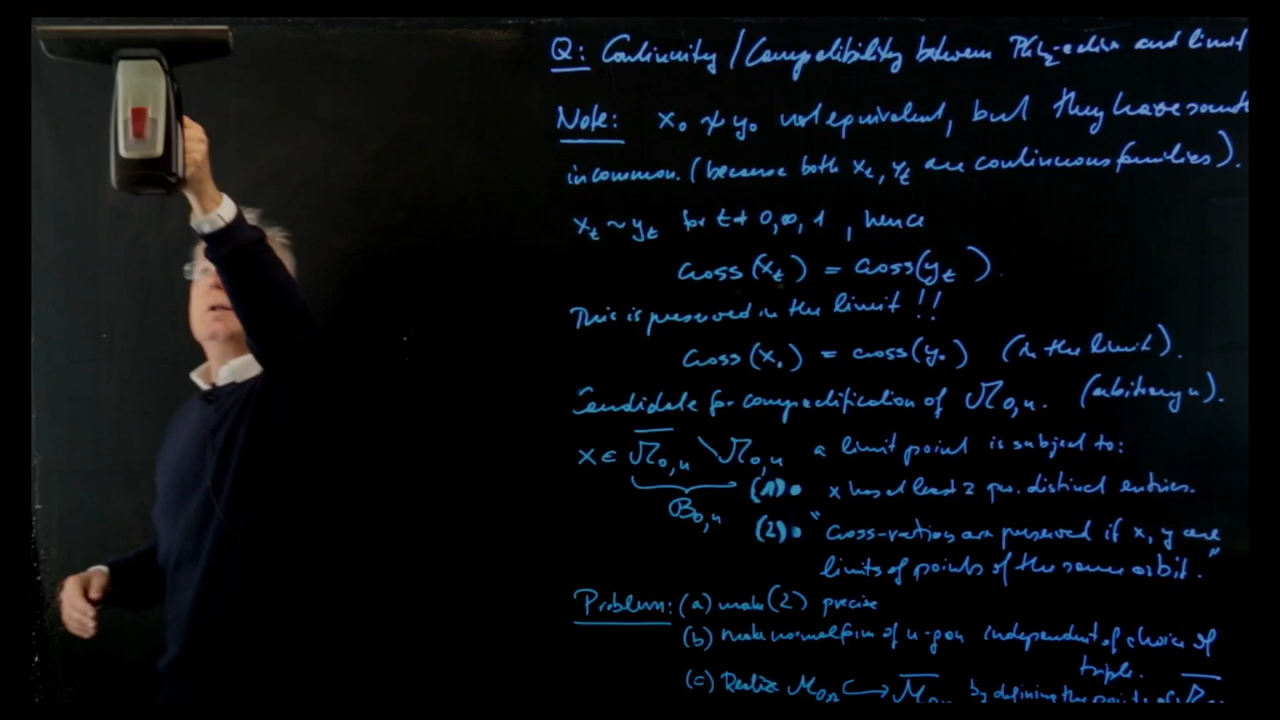 Q: Continuity / Compatibility between PGL₂-action and limit
Note: x₀ ≁ y₀ not equivalent, but they have
in common. (because both xₜ, yₜ are continuous families).
xₜ ~ yₜ for t ≠ 0, ∞, 1, hence
cross(xₜ) = cross(yₜ).
This is preserved in the limit !!
cross(x₀) = cross(y₀) (in the limit).
Candidate for compactification of M₀,ₙ. (arbitrary n).
x ∈ M̅₀,ₙ \ M₀,ₙ a limit point is subject to:
(1) • x has at least 2 pw. distinct entries.
B₀,ₙ
(2) • "Cross-ratios are preserved if x, y are
limits of points of the same orbit."
Problem: (a) make (2) precise
(b) make normal form of n-gon independent of choice of
triple.
(c) Realize M₀,ₙ ↪ M̅₀,ₙ by defining the points of